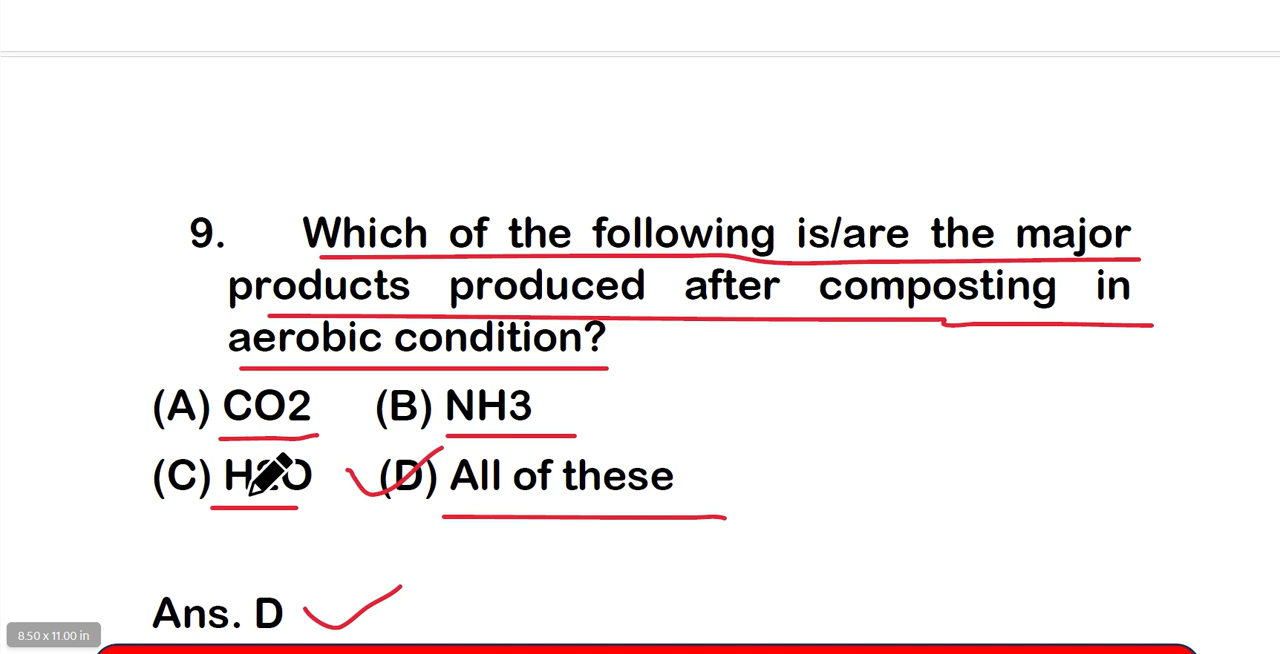 9. Which of the following is/are the major
products produced after composting in
aerobic condition?
(A) CO2 (B) NH3
(C) H2O (D) All of these
Ans. D
8.50 x 11.00 in